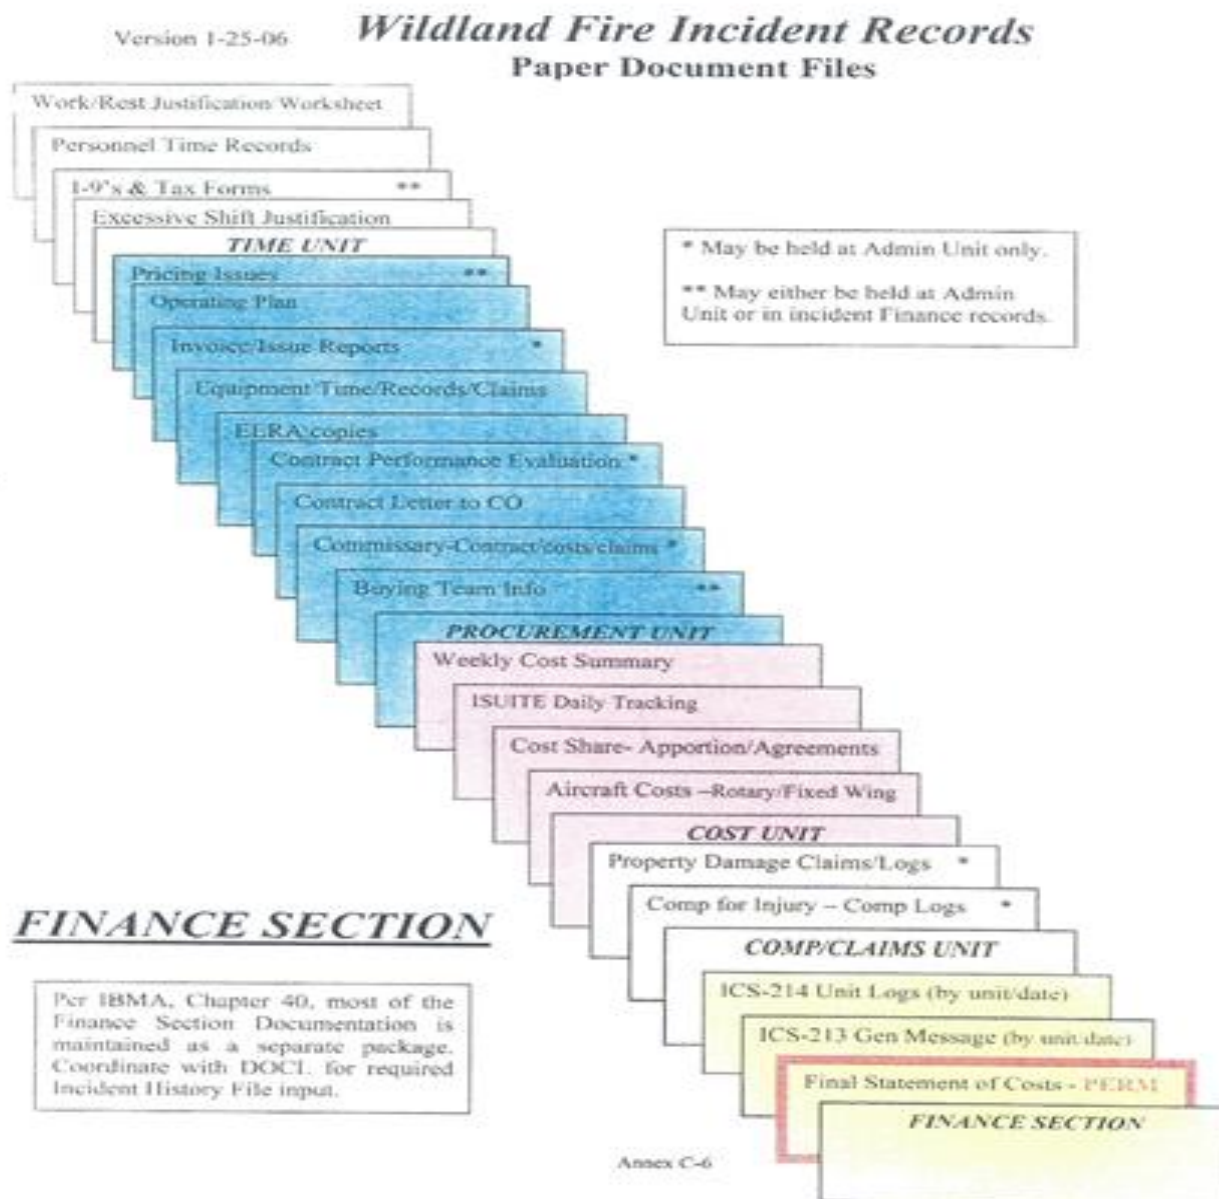 Version 1-25-06
Wildland Fire Incident Records
Paper Document Files
Work/Rest Justification Worksheet
Personnel Time Records
I-9's & Tax Forms **
Excessive Shift Justification
TIME UNIT
Pricing Issues **
Operating Plan
Invoice/Issue Reports *
Equipment Time/Records/Claims
EERA copies
Contract Performance Evaluation *
Contract Letter to CO
Commissary-Contract/costs/claims *
Buying Team Info **
PROCUREMENT UNIT
Weekly Cost Summary
ISUITE Daily Tracking
Cost Share- Apportion/Agreements
Aircraft Costs –Rotary/Fixed Wing
COST UNIT
Property Damage Claims/Logs *
Comp for Injury – Comp Logs *
COMP/CLAIMS UNIT
ICS-214 Unit Logs (by unit/date)
ICS-213 Gen Message (by unit/date)
Final Statement of Costs - PERM
FINANCE SECTION
* May be held at Admin Unit only.
** May either be held at Admin
Unit or in incident Finance records.
FINANCE SECTION
Per IBMA, Chapter 40, most of the
Finance Section Documentation is
maintained as a separate package.
Coordinate with DOCL for required
Incident History File input.
Annex C-6